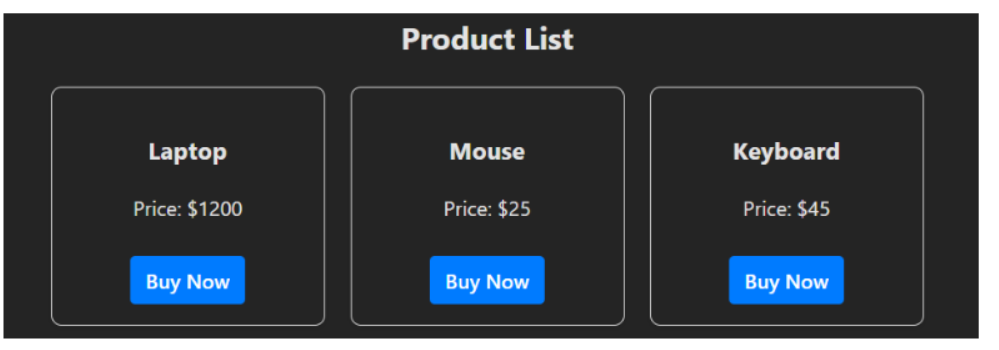 Product List
Laptop
Price: $1200
Buy Now
Mouse
Price: $25
Buy Now
Keyboard
Price: $45
Buy Now